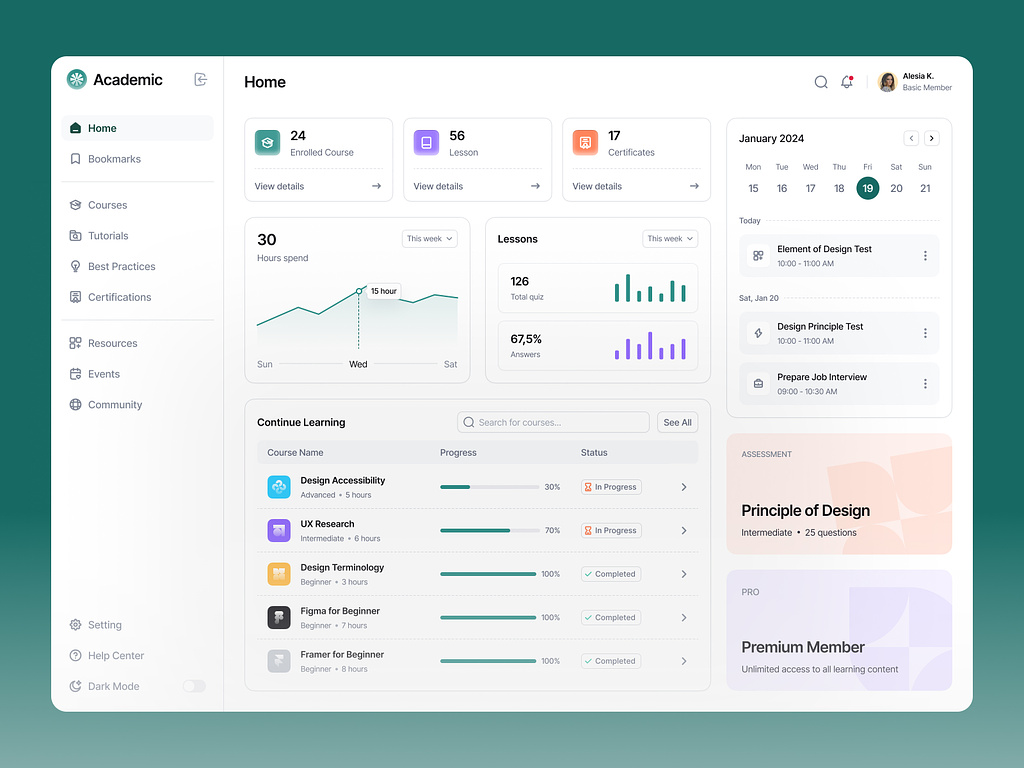 Academic
Home
Bookmarks
Courses
Tutorials
Best Practices
Certifications
Resources
Events
Community
Setting
Help Center
Dark Mode
Home
Alesia K.
Basic Member
24
Enrolled Course
View details
56
Lesson
View details
17
Certificates
View details
30
Hours spend
This week
15 hour
Sun
Wed
Sat
Lessons
This week
126
Total quiz
67,5%
Answers
Continue Learning
Search for courses...
See All
Course Name
Progress
Status
Design Accessibility
Advanced • 5 hours
30%
In Progress
UX Research
Intermediate • 6 hours
70%
In Progress
Design Terminology
Beginner • 3 hours
100%
Completed
Figma for Beginner
Beginner • 7 hours
100%
Completed
Framer for Beginner
Beginner • 8 hours
100%
Completed
January 2024
Mon Tue Wed Thu Fri Sat Sun
15 16 17 18 19 20 21
Today
Element of Design Test
10:00 - 11:00 AM
Sat, Jan 20
Design Principle Test
10:00 - 11:00 AM
Prepare Job Interview
09:00 - 10:30 AM
ASSESSMENT
Principle of Design
Intermediate • 25 questions
PRO
Premium Member
Unlimited access to all learning content